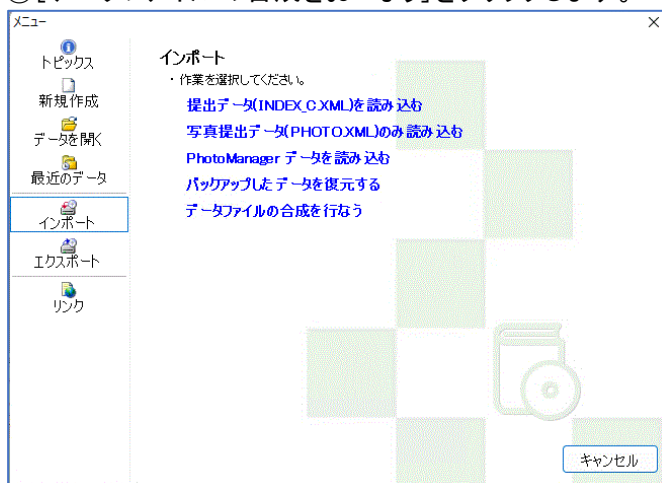 メニュー
×
トピックス
新規作成
データを開く
最近のデータ
インポート
エクスポート
リンク
インポート
・作業を選択してください。
提出データ(INDEX_C.XML)を読み込む
写真提出データ(PHOTO.XML)のみ読み込む
PhotoManager データを読み込む
バックアップしたデータを復元する
データファイルの合成を行なう
キャンセル